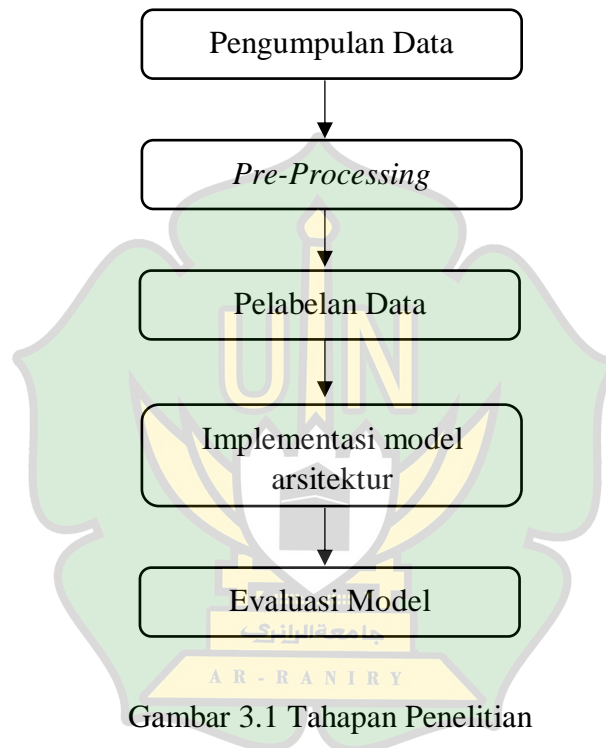 Pengumpulan Data
Pre-Processing
Pelabelan Data
UIN
Implementasi model
arsitektur
Evaluasi Model
جامعة الرانري
AR-RANIRY
Gambar 3.1 Tahapan Penelitian